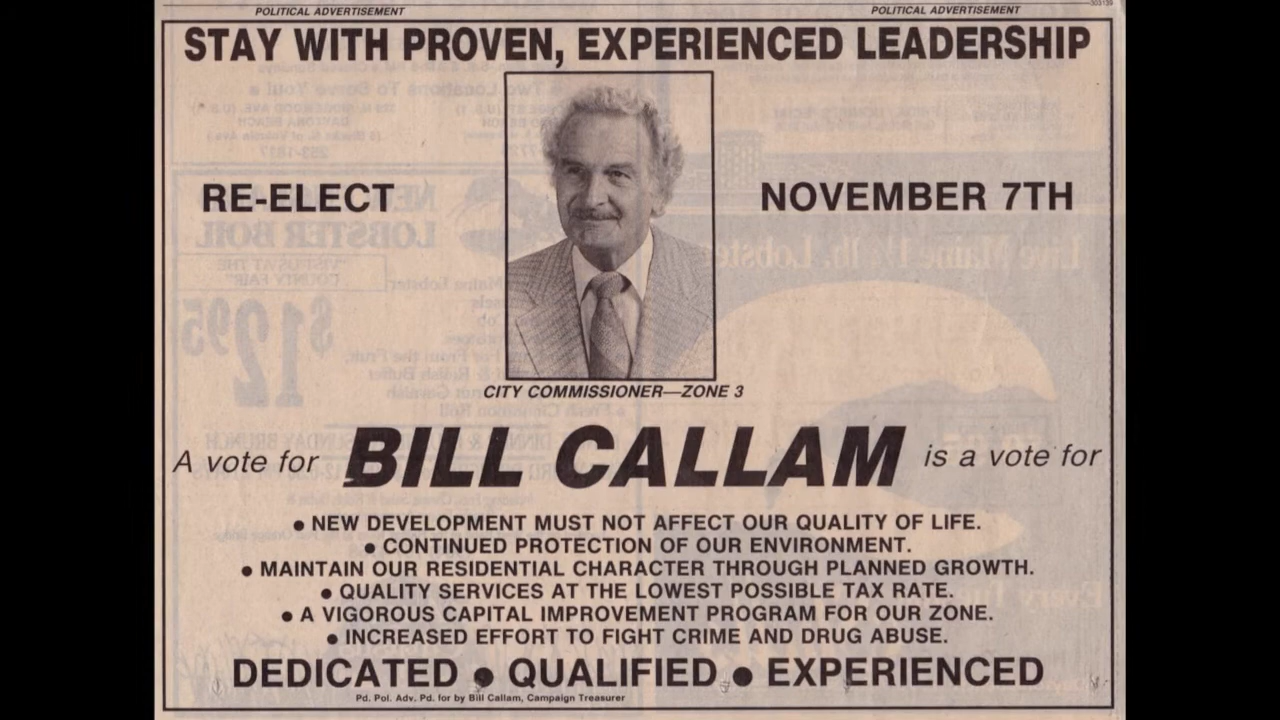 POLITICAL ADVERTISEMENT
POLITICAL ADVERTISEMENT
STAY WITH PROVEN, EXPERIENCED LEADERSHIP
RE-ELECT
NOVEMBER 7TH
CITY COMMISSIONER—ZONE 3
A vote for BILL CALLAM is a vote for
● NEW DEVELOPMENT MUST NOT AFFECT OUR QUALITY OF LIFE.
● CONTINUED PROTECTION OF OUR ENVIRONMENT.
● MAINTAIN OUR RESIDENTIAL CHARACTER THROUGH PLANNED GROWTH.
● QUALITY SERVICES AT THE LOWEST POSSIBLE TAX RATE.
● A VIGOROUS CAPITAL IMPROVEMENT PROGRAM FOR OUR ZONE.
● INCREASED EFFORT TO FIGHT CRIME AND DRUG ABUSE.
DEDICATED ● QUALIFIED ● EXPERIENCED
Pd. Pol. Adv. Pd. for by Bill Callam, Campaign Treasurer